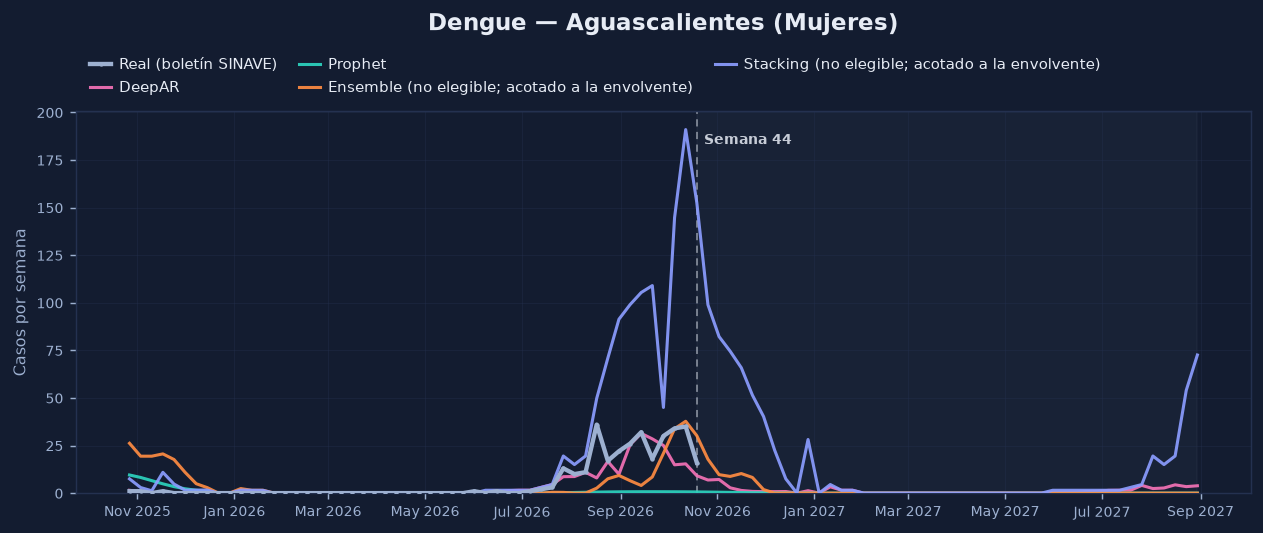 Dengue — Aguascalientes (Mujeres)
Real (boletín SINAVE)
Prophet
Stacking (no elegible; acotado a la envolvente)
DeepAR
Ensemble (no elegible; acotado a la envolvente)
Casos por semana
200
175
150
125
100
75
50
25
0
Semana 44
Nov 2025
Jan 2026
Mar 2026
May 2026
Jul 2026
Sep 2026
Nov 2026
Jan 2027
Mar 2027
May 2027
Jul 2027
Sep 2027